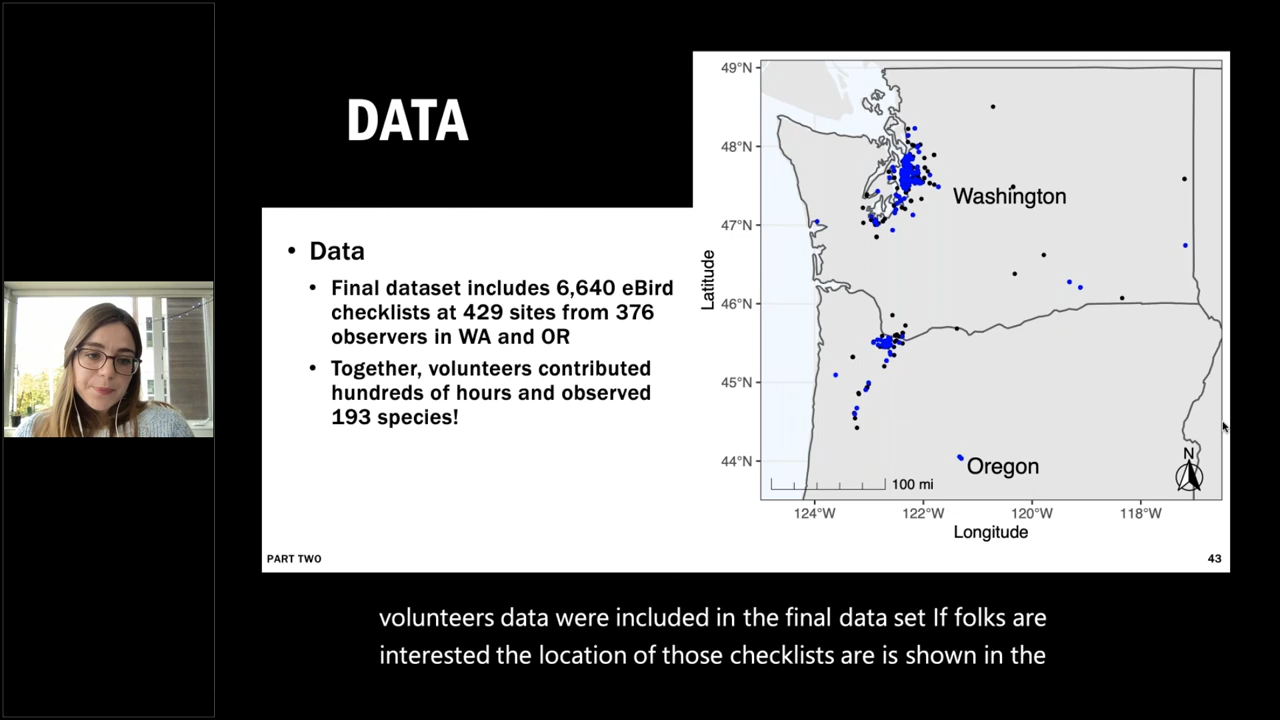 DATA
• Data
• Final dataset includes 6,640 eBird
checklists at 429 sites from 376
observers in WA and OR
• Together, volunteers contributed
hundreds of hours and observed
193 species!
PART TWO
43
49°N
48°N
47°N
46°N
45°N
44°N
Latitude
Washington
Oregon
N
100 mi
124°W
122°W
120°W
118°W
Longitude
volunteers data were included in the final data set If folks are
interested the location of those checklists are is shown in the